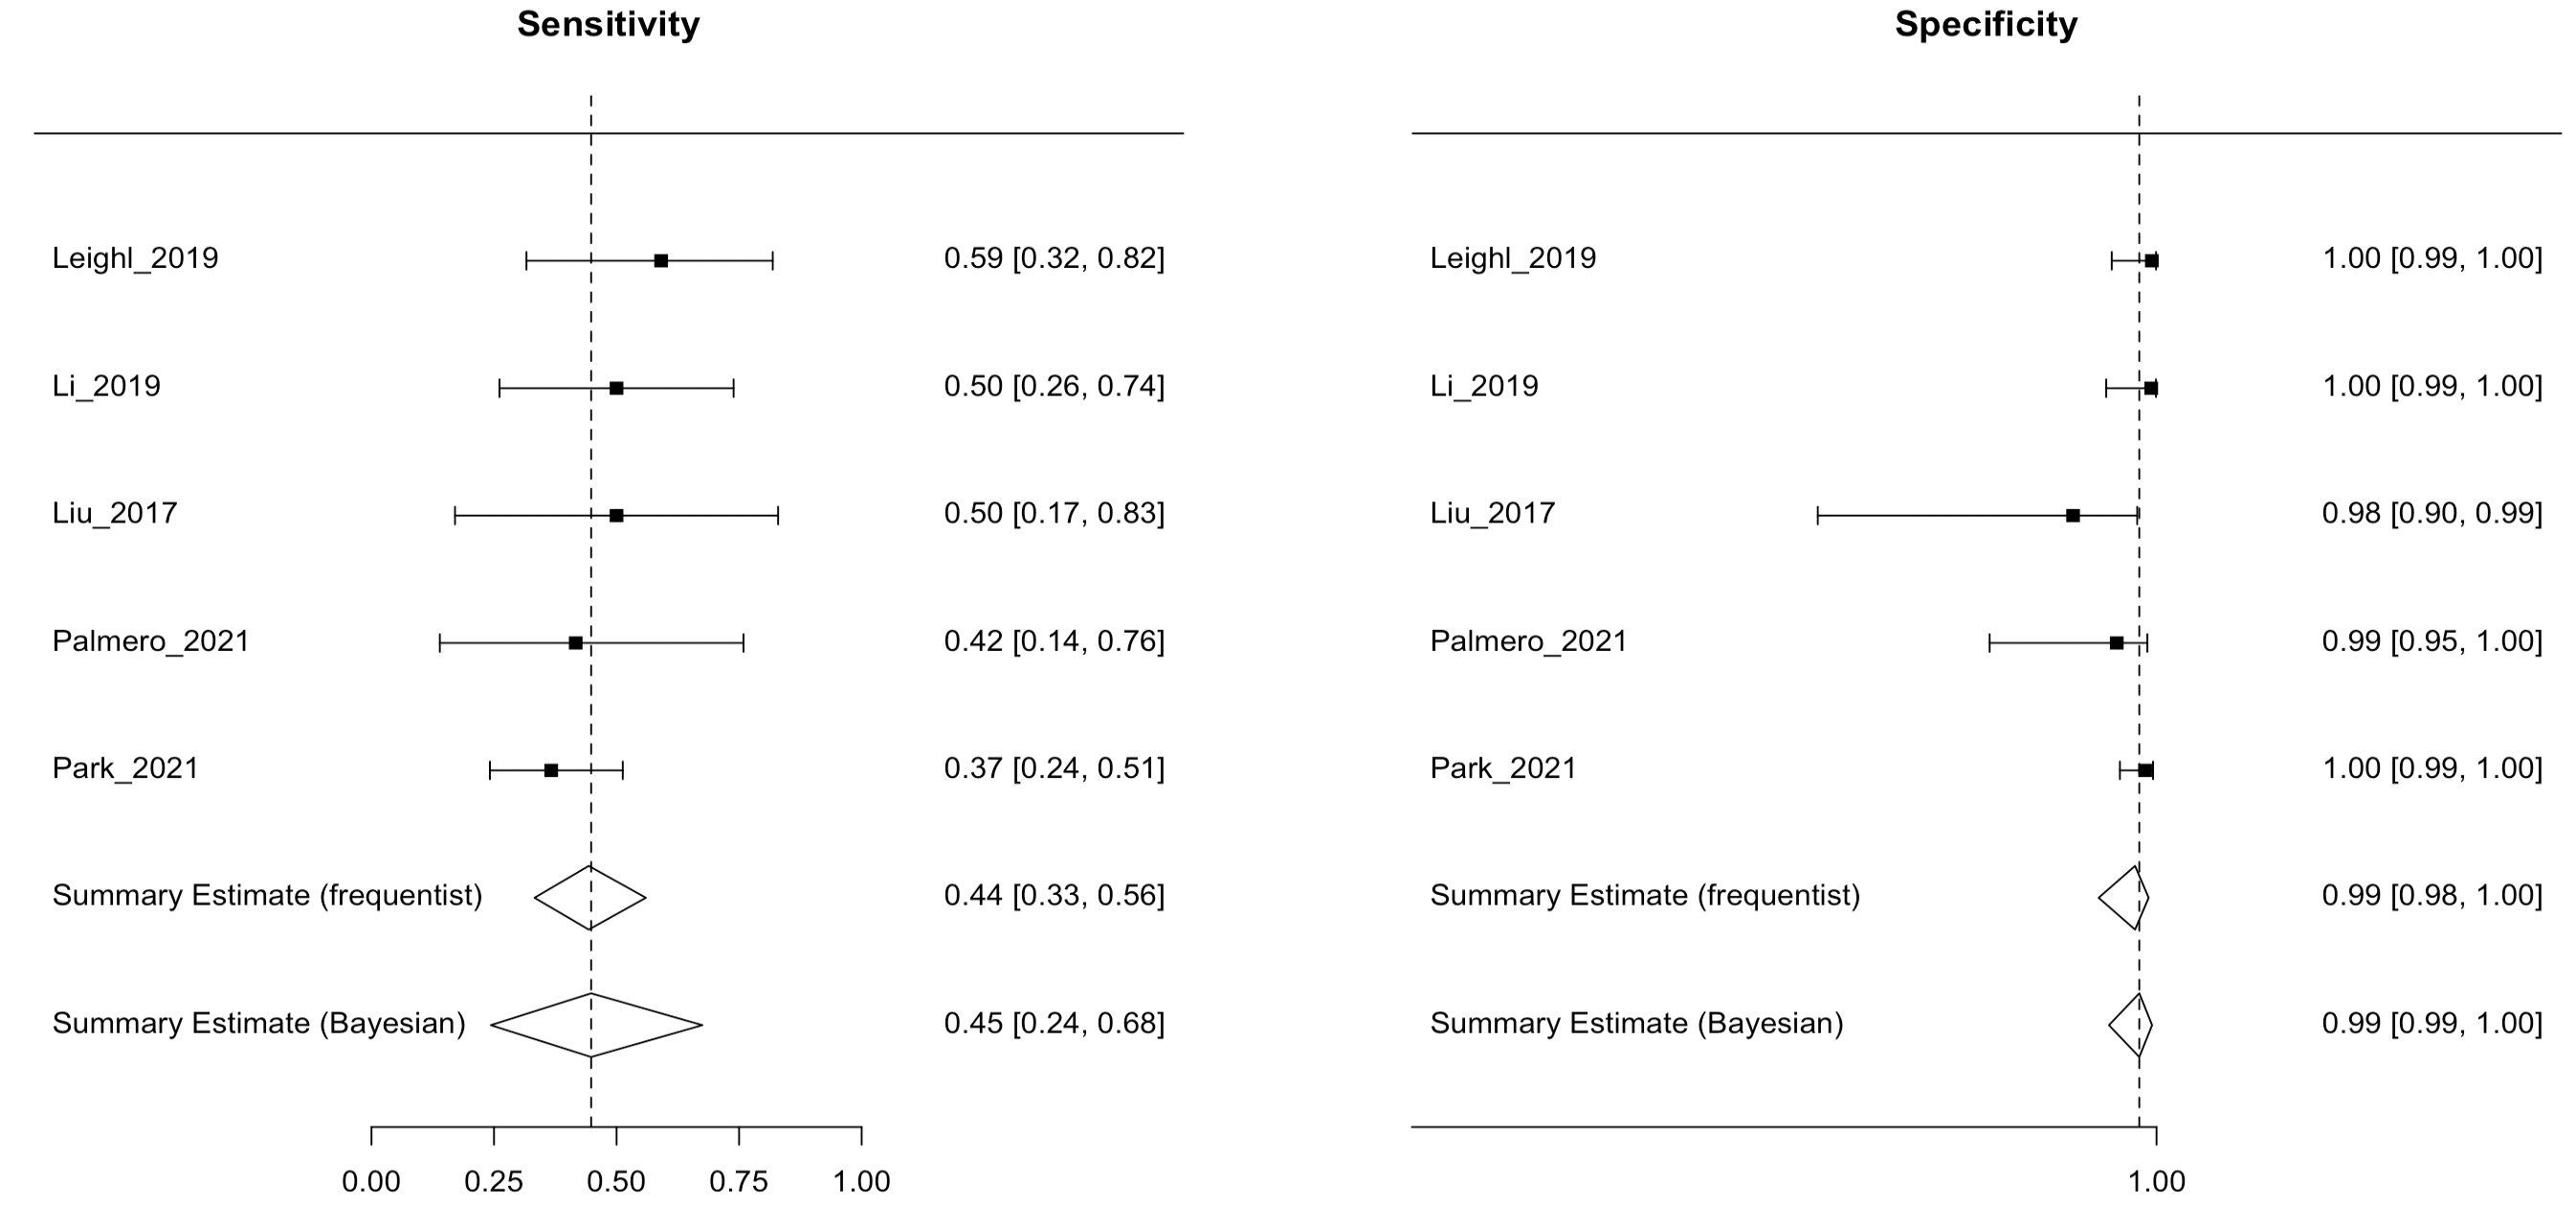 Sensitivity
Leighl_2019 0.59 [0.32, 0.82]
Li_2019 0.50 [0.26, 0.74]
Liu_2017 0.50 [0.17, 0.83]
Palmero_2021 0.42 [0.14, 0.76]
Park_2021 0.37 [0.24, 0.51]
Summary Estimate (frequentist) 0.44 [0.33, 0.56]
Summary Estimate (Bayesian) 0.45 [0.24, 0.68]
0.00 0.25 0.50 0.75 1.00
Specificity
Leighl_2019 1.00 [0.99, 1.00]
Li_2019 1.00 [0.99, 1.00]
Liu_2017 0.98 [0.90, 0.99]
Palmero_2021 0.99 [0.95, 1.00]
Park_2021 1.00 [0.99, 1.00]
Summary Estimate (frequentist) 0.99 [0.98, 1.00]
Summary Estimate (Bayesian) 0.99 [0.99, 1.00]
1.00